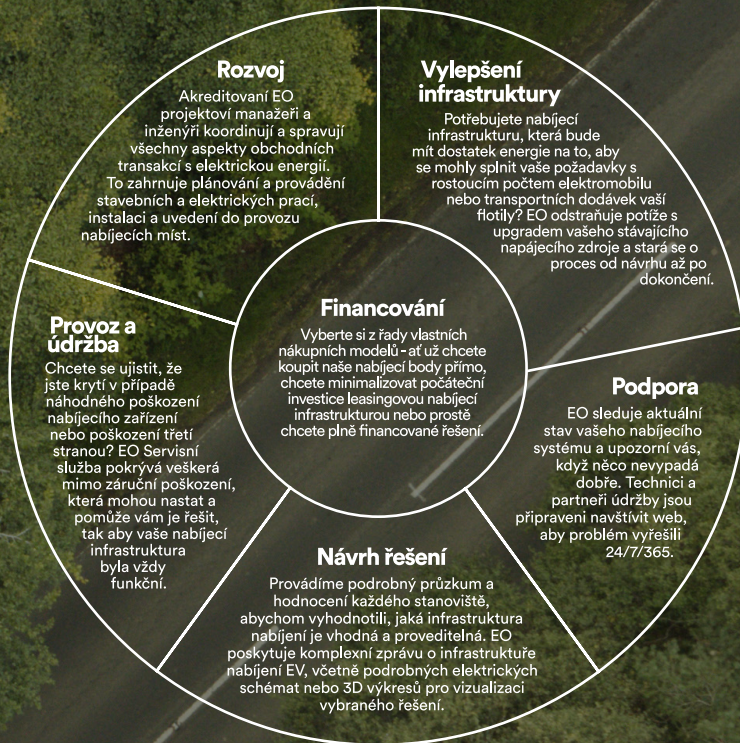 Rozvoj
Akreditovaní EO
projektoví manažeři a
inženýři koordinují a spravují
všechny aspekty obchodních
transakcí s elektrickou energií.
To zahrnuje plánování a provádění
stavebních a elektrických prací,
instalaci a uvedení do provozu
nabíjecích míst.
Vylepšení
infrastruktury
Potřebujete nabíjecí
infrastrukturu, která bude
mít dostatek energie na to, aby
se mohly splnit vaše požadavky s
rostoucím počtem elektromobilu
nebo transportních dodávek vaší
flotily? EO odstraňuje potíže s
upgradem vašeho stávajícího
napájecího zdroje a stará se o
proces od návrhu až po
dokončení.
Financování
Vyberte si z řady vlastních
nákupních modelů - ať už chcete
koupit naše nabíjecí body přímo,
chcete minimalizovat počáteční
investice leasingovou nabíjecí
infrastrukturou nebo prostě
chcete plně financované řešení.
Provoz a
údržba
Chcete se ujistit, že
jste krytí v případě
náhodného poškození
nabíjecího zařízení
nebo poškození třetí
stranou? EO Servisní
služba pokrývá veškerá
mimo záruční poškození,
která mohou nastat a
pomůže vám je řešit,
tak aby vaše nabíjecí
infrastruktura
byla vždy
funkční.
Podpora
EO sleduje aktuální
stav vašeho nabíjecího
systému a upozorní vás,
když něco nevypadá
dobře. Technici a
partneři údržby jsou
připraveni navštívit web,
aby problém vyřešili
24/7/365.
Návrh řešení
Provádíme podrobný průzkum a
hodnocení každého stanoviště,
abychom vyhodnotili, jaká infrastruktura
nabíjení je vhodná a proveditelná. EO
poskytuje komplexní zprávu o infrastruktuře
nabíjení EV, včetně podrobných elektrických
schémat nebo 3D výkresů pro vizualizaci
vybraného řešení.